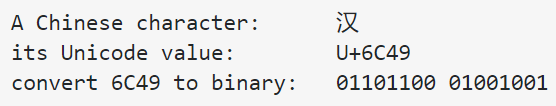 A Chinese character: 汉
its Unicode value: U+6C49
convert 6C49 to binary: 01101100 01001001